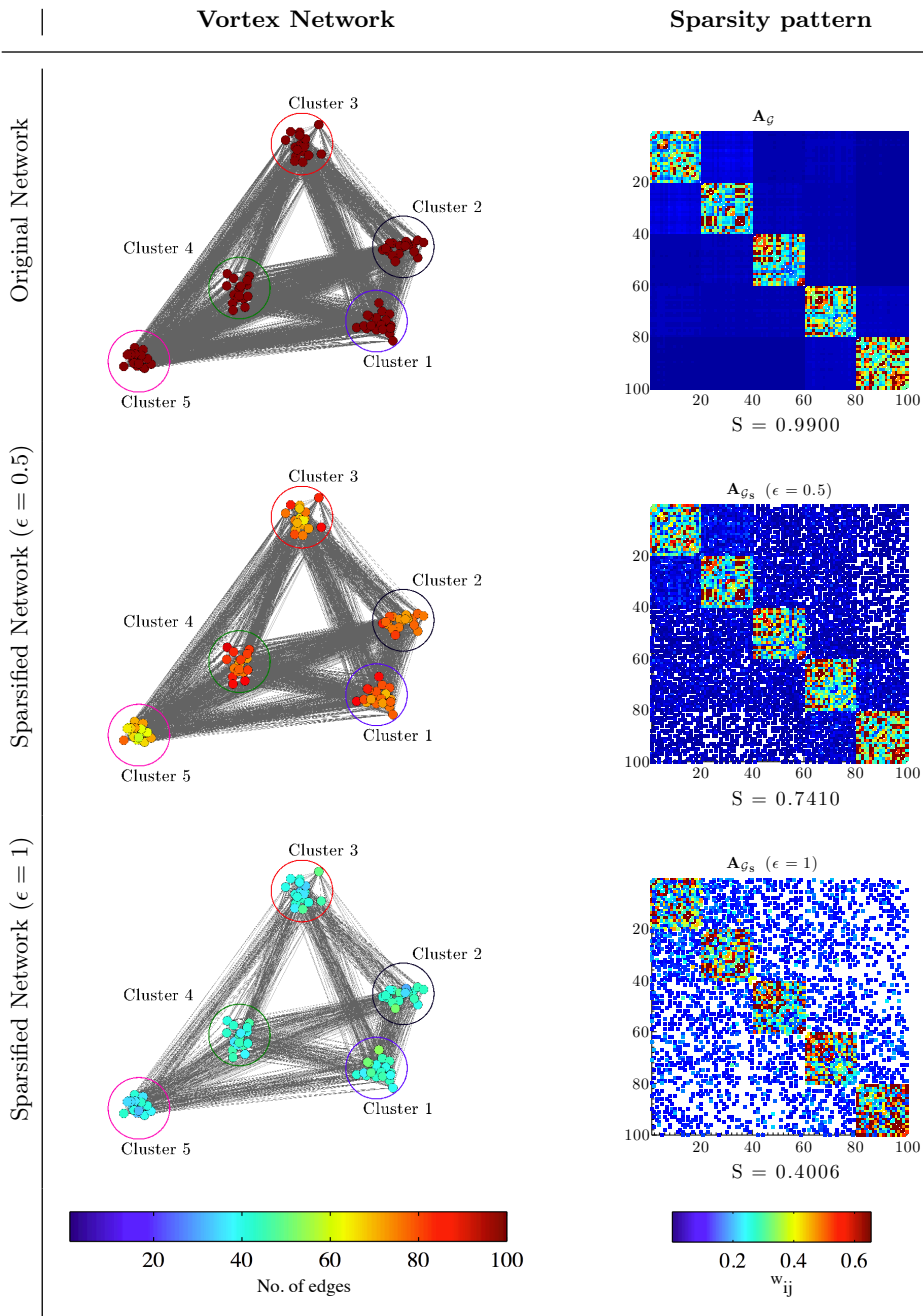 Vortex Network
Sparsity pattern
Original Network
Cluster 3
Cluster 2
Cluster 4
Cluster 1
Cluster 5
A𝒢
20
40
60
80
100
20 40 60 80 100
S = 0.9900
Sparsified Network (ϵ = 0.5)
Cluster 3
Cluster 2
Cluster 4
Cluster 1
Cluster 5
A𝒢s (ϵ = 0.5)
20
40
60
80
100
20 40 60 80 100
S = 0.7410
Sparsified Network (ϵ = 1)
Cluster 3
Cluster 2
Cluster 4
Cluster 1
Cluster 5
A𝒢s (ϵ = 1)
20
40
60
80
100
20 40 60 80 100
S = 0.4006
20 40 60 80 100
No. of edges
0.2 0.4 0.6
wij